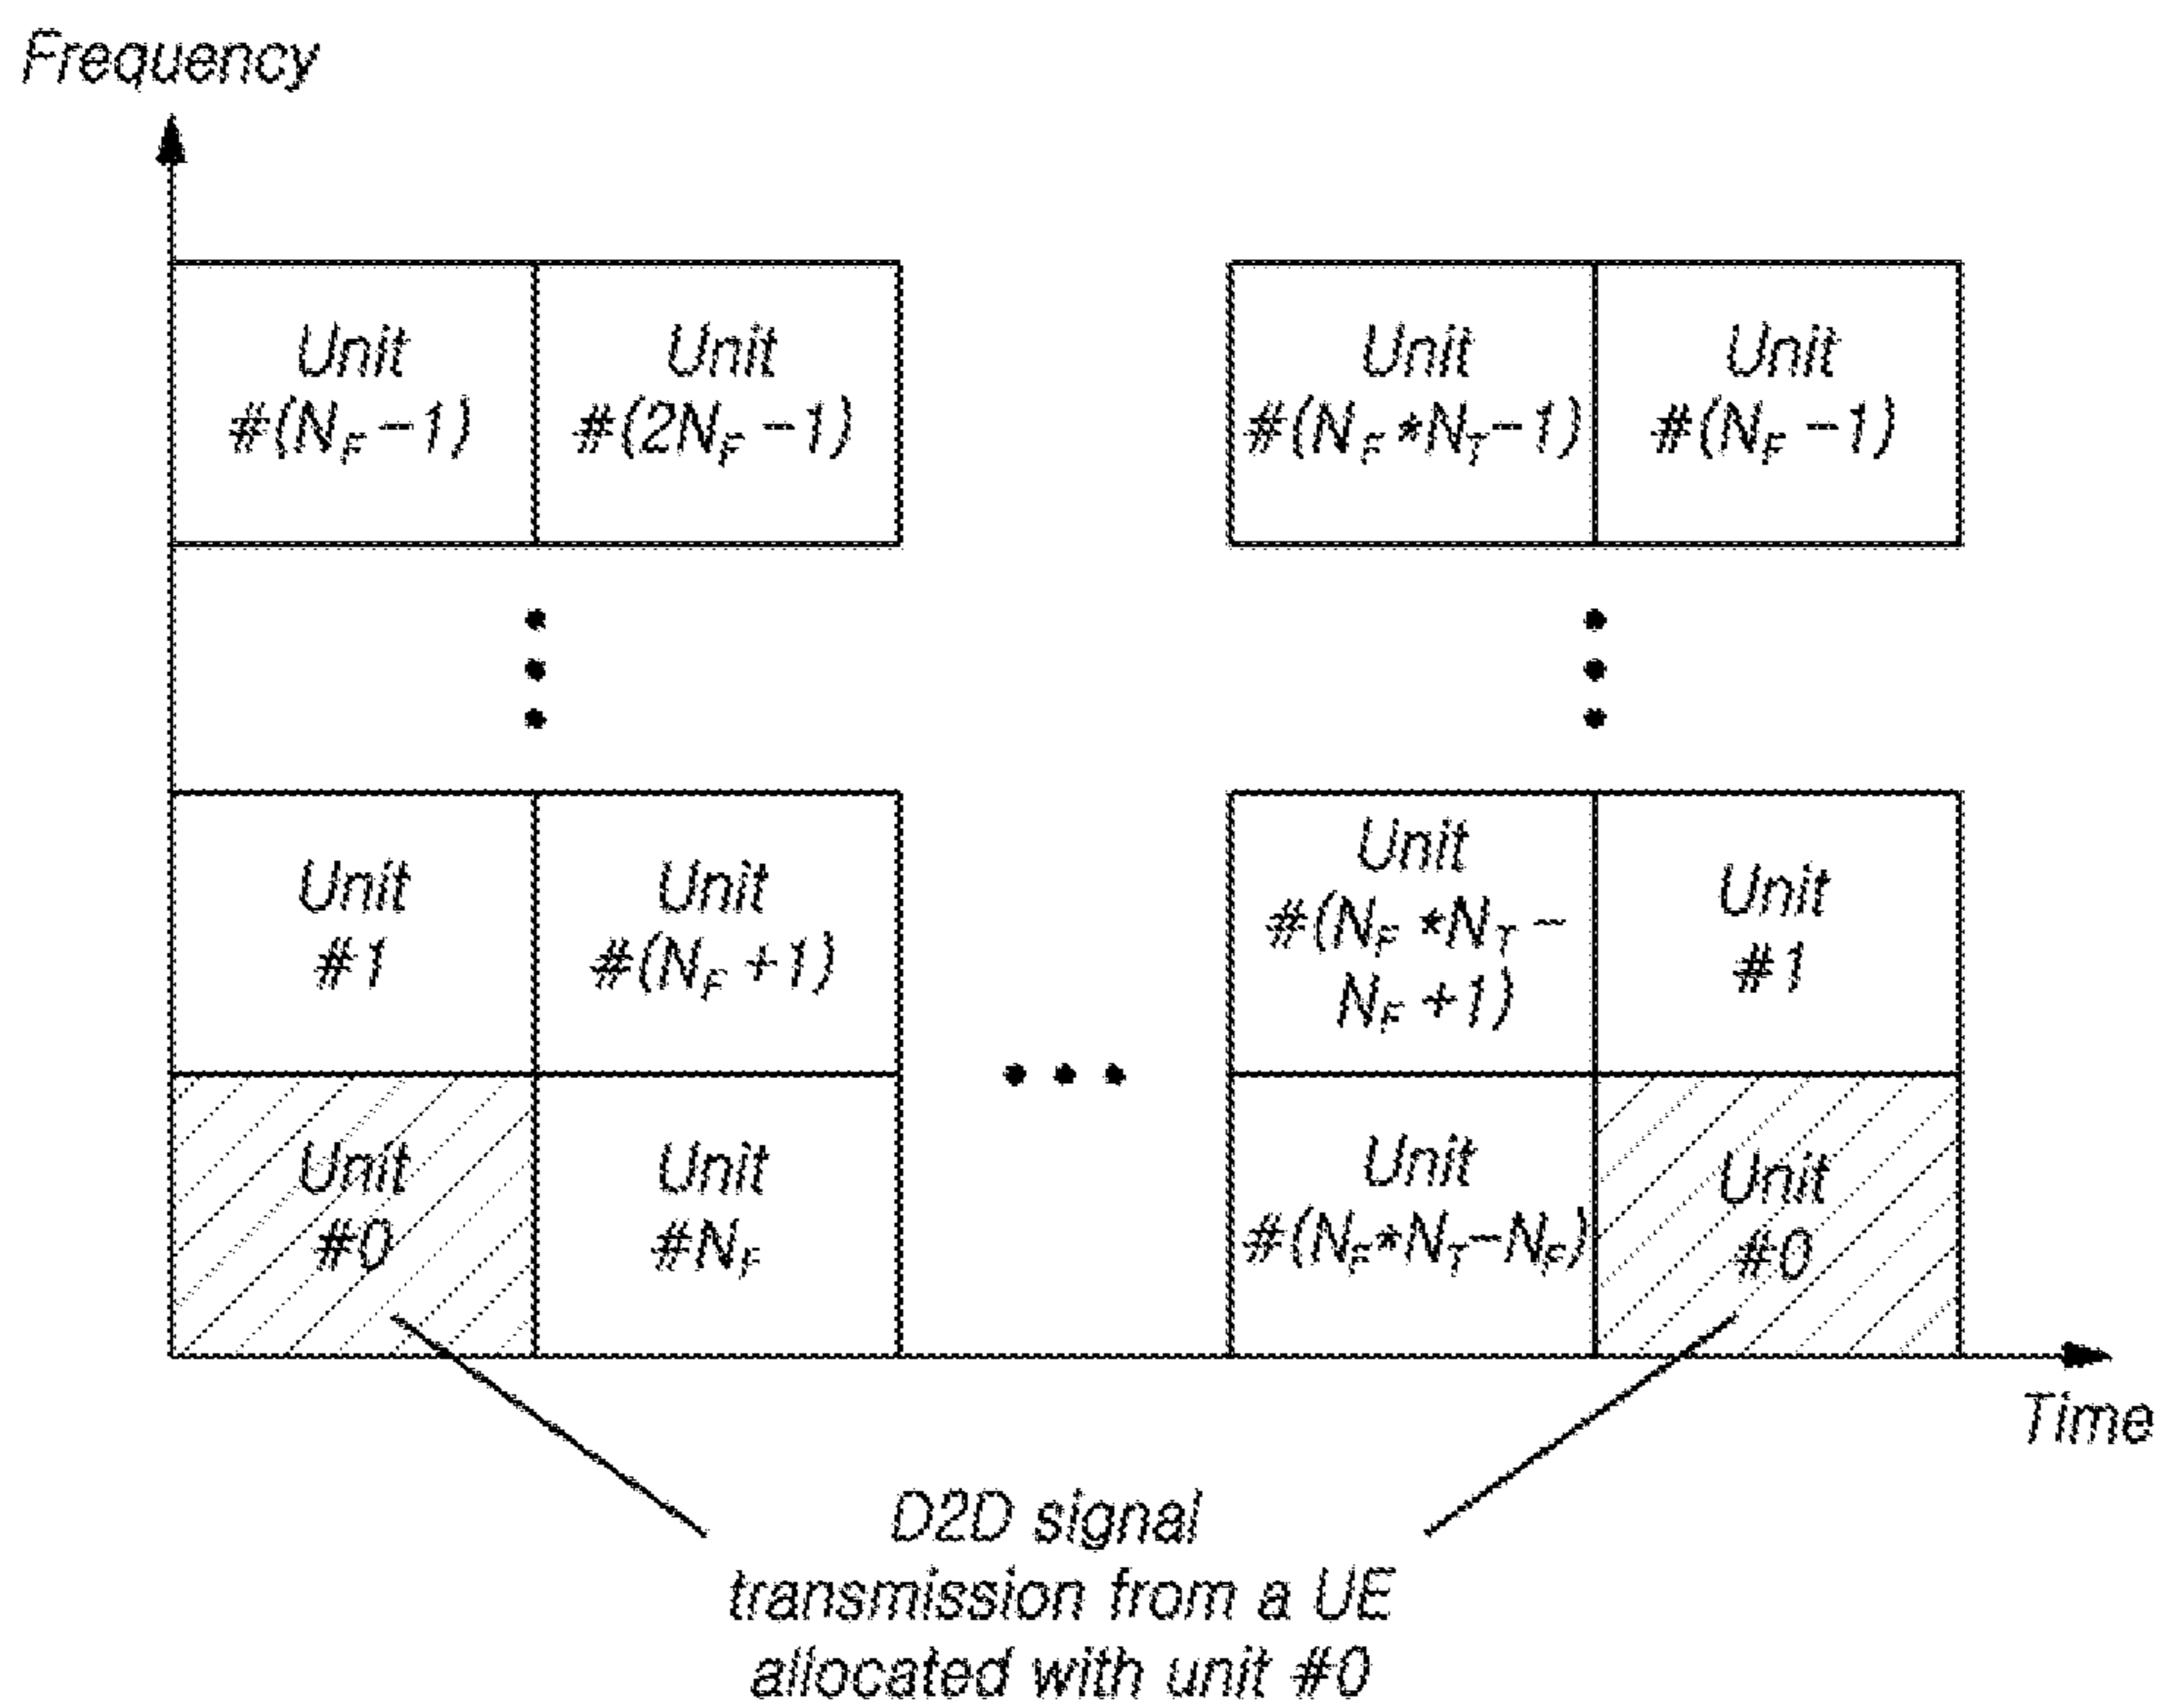 Frequency
Unit
#(N_F-1)
Unit
#(2N_F-1)
Unit
#(N_F*N_T-1)
Unit
#(N_F-1)
Unit
#1
Unit
#(N_F+1)
Unit
#(N_F*N_T-
N_F+1)
Unit
#1
Unit
#0
Unit
#N_F
Unit
#(N_F*N_T-N_F)
Unit
#0
Time
D2D signal
transmission from a UE
allocated with unit #0